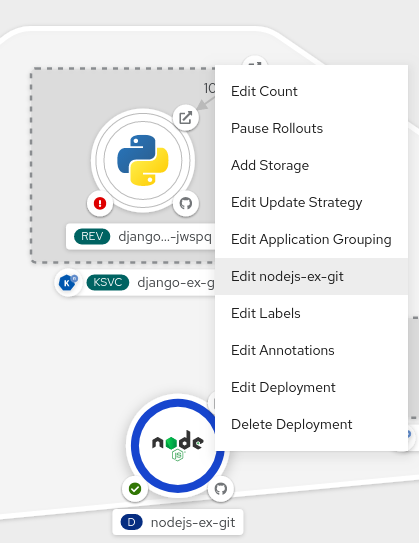 10
Edit Count
Pause Rollouts
Add Storage
Edit Update Strategy
Edit Application Grouping
Edit nodejs-ex-git
Edit Labels
Edit Annotations
Edit Deployment
Delete Deployment
REV django...-jwspq
KSVC django-ex-g
node
JS
D nodejs-ex-git